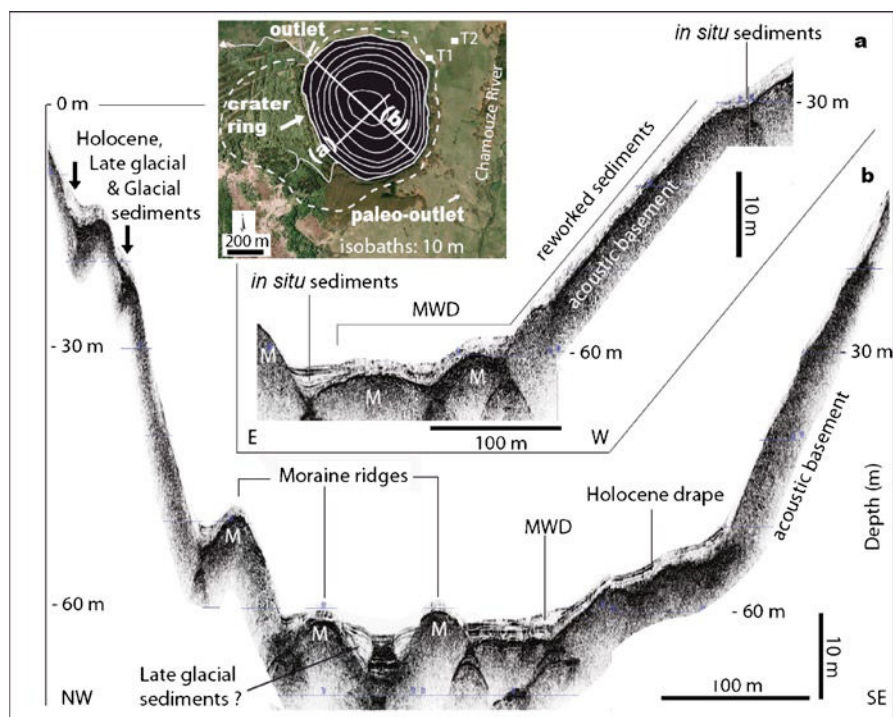 outlet
T2
T1
crater
ring
(a)
(b)
Chamouze River
paleo-outlet
200 m
isobaths: 10 m
in situ sediments
a
- 30 m
reworked sediments
acoustic basement
10 m
b
0 m
Holocene,
Late glacial
& Glacial
sediments
in situ sediments
MWD
M
M
M
- 60 m
E
W
100 m
- 30 m
- 30 m
acoustic basement
Moraine ridges
Holocene drape
MWD
Depth (m)
M
- 60 m
M
M
- 60 m
10 m
Late glacial
sediments ?
100 m
NW
SE